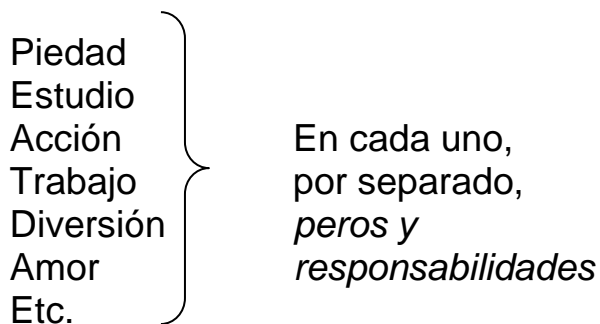 Piedad
Estudio
Acción
Trabajo
Diversión
Amor
Etc.
En cada uno,
por separado,
peros y
responsabilidades